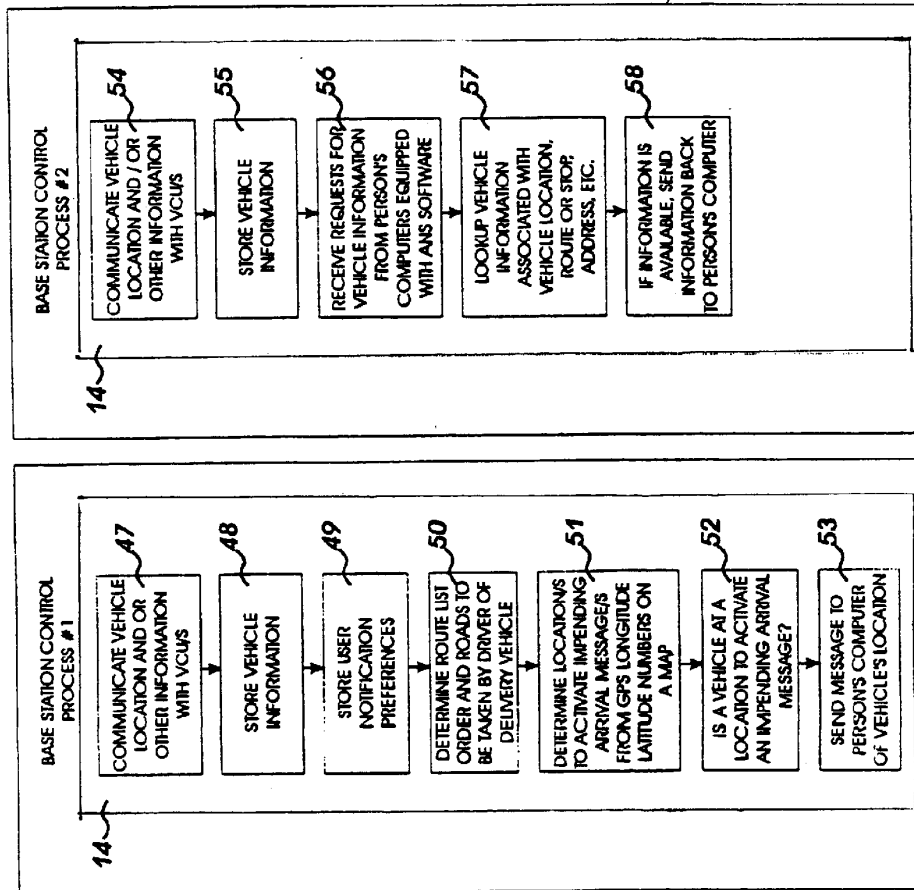 BASE STATION CONTROL
PROCESS #1
14
47
COMMUNICATE VEHICLE
LOCATION AND OR
OTHER INFORMATION
WITH VCU/S
48
STORE VEHICLE
INFORMATION
49
STORE USER
NOTIFICATION
PREFERENCES
50
DETERMINE ROUTE LIST
ORDER AND ROADS TO
BE TAKEN BY DRIVER OF
DELIVERY VEHICLE
51
DETERMINE LOCATION/S
TO ACTIVATE IMPENDING
ARRIVAL MESSAGE/S
FROM GPS LONGITUDE
LATITUDE NUMBERS ON
A MAP
52
IS A VEHICLE AT A
LOCATION TO ACTIVATE
AN IMPENDING ARRIVAL
MESSAGE?
53
SEND MESSAGE TO
PERSON'S COMPUTER
OF VEHICLE'S LOCATION
BASE STATION CONTROL
PROCESS #2
14
54
COMMUNICATE VEHICLE
LOCATION AND / OR
OTHER INFORMATION
WITH VCU/S
55
STORE VEHICLE
INFORMATION
56
RECEIVE REQUESTS FOR
VEHICLE INFORMATION
FROM PERSON'S
COMPUTERS EQUIPPED
WITH ANS SOFTWARE
57
LOOKUP VEHICLE
INFORMATION
ASSOCIATED WITH
VEHICLE LOCATION,
ROUTE OR STOP,
ADDRESS, ETC.
58
IF INFORMATION IS
AVAILABLE, SEND
INFORMATION BACK
TO PERSON'S COMPUTER